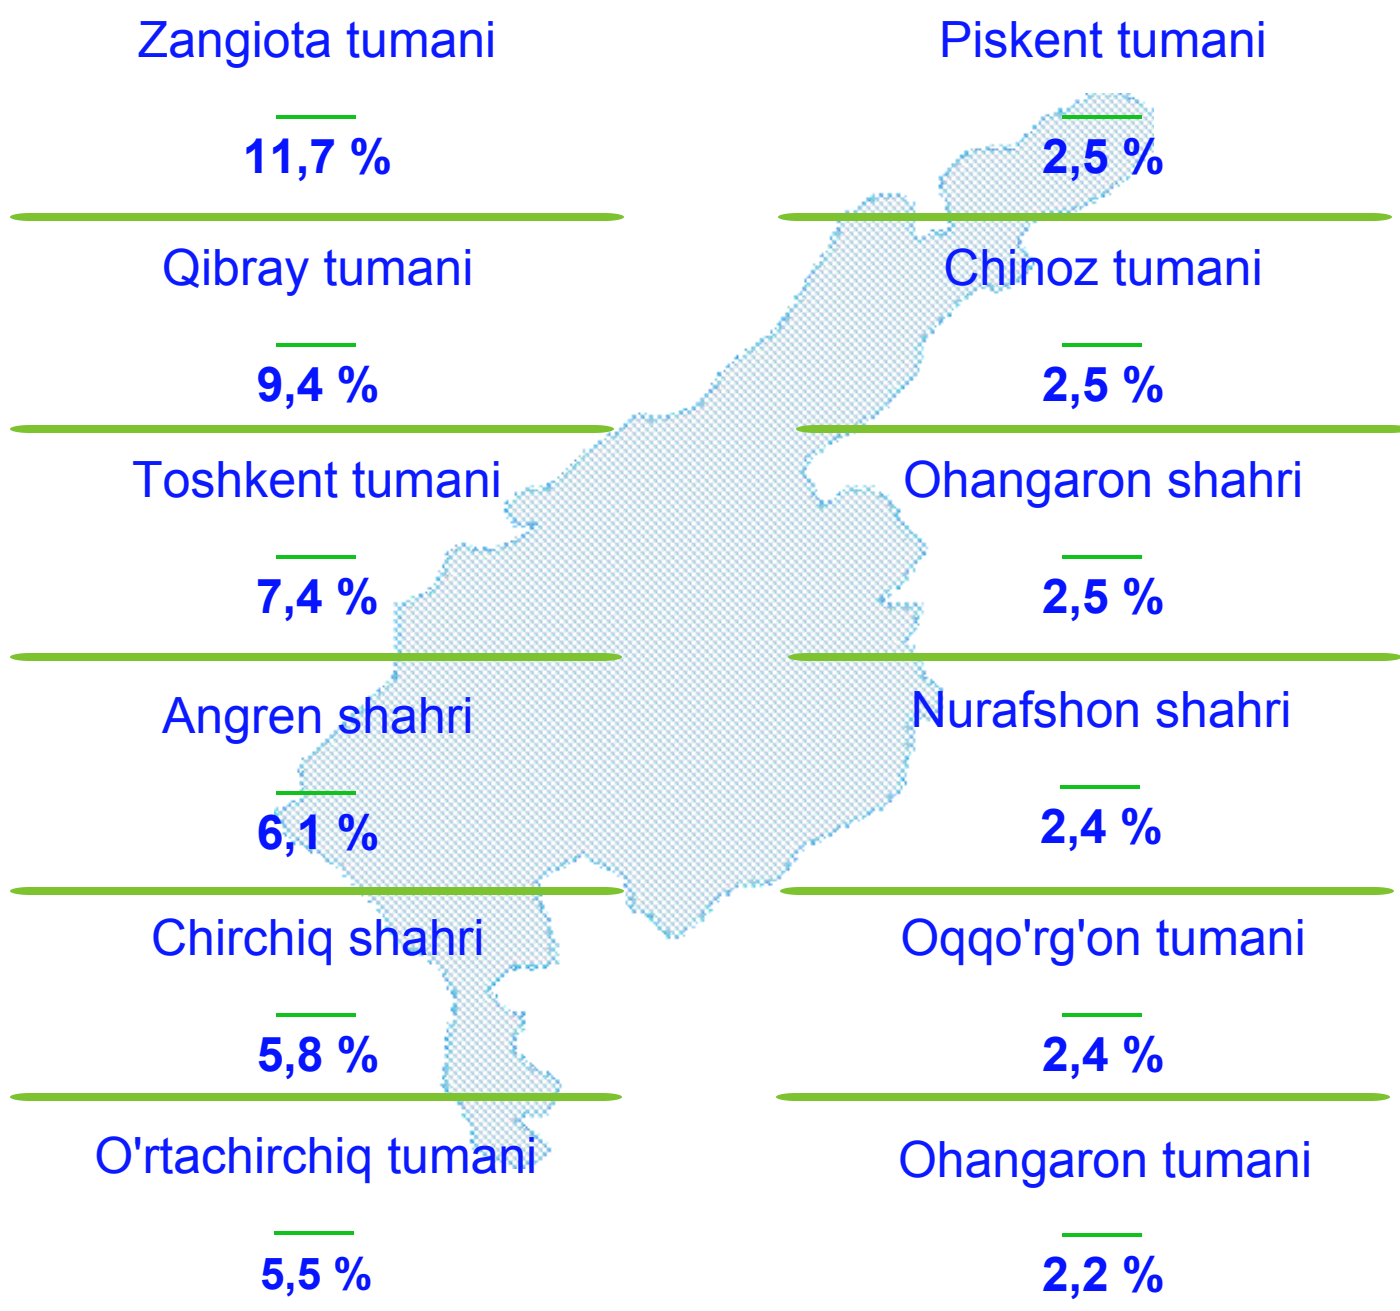 Zangiota tumani
11,7 %
Qibray tumani
9,4 %
Toshkent tumani
7,4 %
Angren shahri
6,1 %
Chirchiq shahri
5,8 %
O'rtachirchiq tumani
5,5 %
Piskent tumani
2,5 %
Chinoz tumani
2,5 %
Ohangaron shahri
2,5 %
Nurafshon shahri
2,4 %
Oqqo'rg'on tumani
2,4 %
Ohangaron tumani
2,2 %